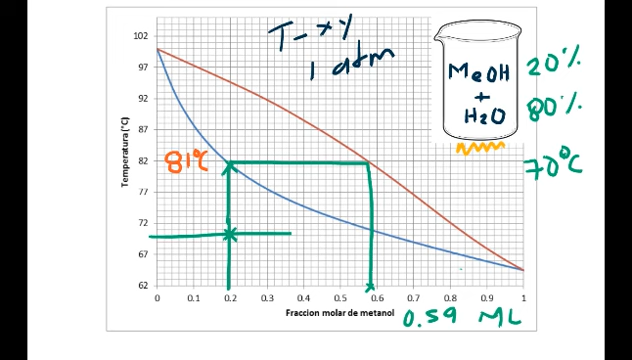 T-xy
1 atm
MeOH
+
H2O
20%
80%
70°C
81°C
102
97
92
87
82
77
72
67
62
Temperatura (°C)
0
0.1
0.2
0.3
0.4
0.5
0.6
0.7
0.8
0.9
1
Fraccion molar de metanol
0.59 ML